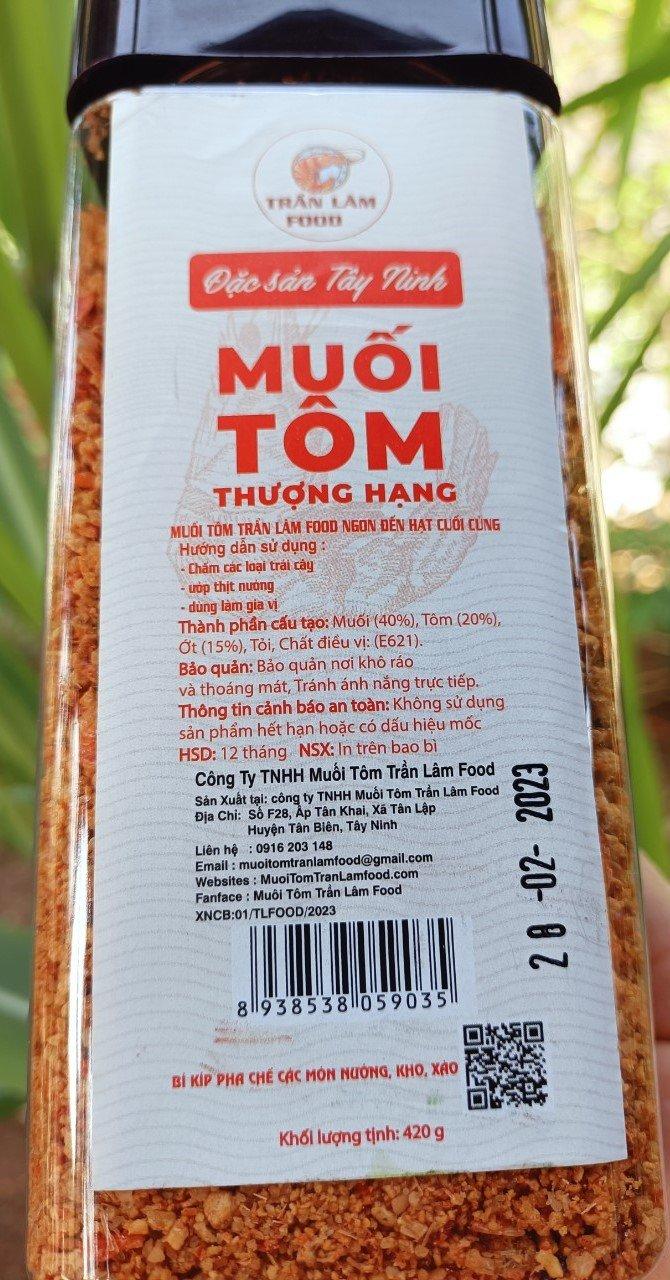 TRẦN LÂM
FOOD
Đặc sản Tây Ninh
MUỐI
TÔM
THƯỢNG HẠNG
MUỐI TÔM TRẦN LÂM FOOD NGON ĐẾN HẠT CUỐI CÙNG
Hướng dẫn sử dụng :
- Chấm các loại trái cây
- ướp thịt nướng
- dùng làm gia vị
Thành phần cấu tạo: Muối (40%), Tôm (20%),
Ớt (15%), Tỏi, Chất điều vị: (E621).
Bảo quản: Bảo quản nơi khô ráo
và thoáng mát, Tránh ánh nắng trực tiếp.
Thông tin cảnh báo an toàn: Không sử dụng
sản phẩm hết hạn hoặc có dấu hiệu mốc
HSD: 12 tháng NSX: In trên bao bì
Công Ty TNHH Muối Tôm Trần Lâm Food
Sản Xuất tại: công ty TNHH Muối Tôm Trần Lâm Food
Địa Chỉ: Số F28, Ấp Tân Khai, Xã Tân Lập
Huyện Tân Biên, Tây Ninh
Liên hệ : 0916 203 148
Email : muoitomtranlamfood@gmail.com
Websites : MuoiTomTranLamfood.com
Fanface : Muối Tôm Trần Lâm Food
XNCB:01/TLFOOD/2023
28 -02- 2023
8 938538 059035
BÍ KÍP PHA CHẾ CÁC MÓN NƯỚNG, KHO, XÀO
Khối lượng tịnh: 420 g